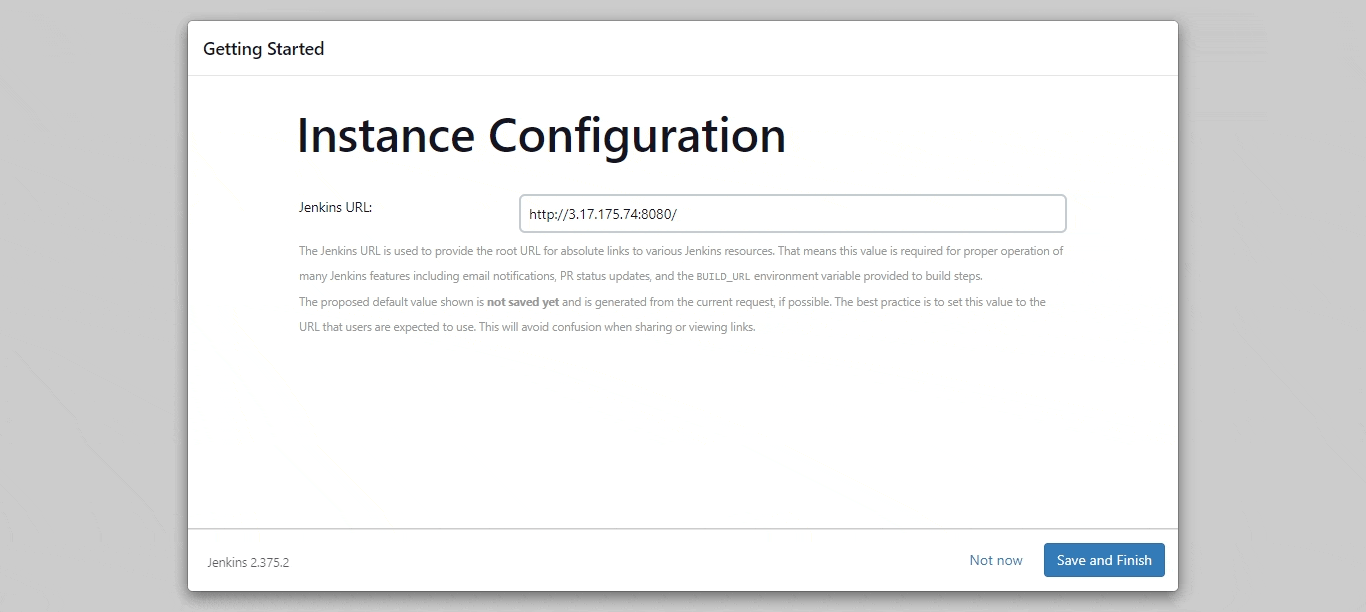 Getting Started
Instance Configuration
Jenkins URL:
http://3.17.175.74:8080/
The Jenkins URL is used to provide the root URL for absolute links to various Jenkins resources. That means this value is required for proper operation of
many Jenkins features including email notifications, PR status updates, and the BUILD_URL environment variable provided to build steps.
The proposed default value shown is not saved yet and is generated from the current request, if possible. The best practice is to set this value to the
URL that users are expected to use. This will avoid confusion when sharing or viewing links.
Jenkins 2.375.2
Not now
Save and Finish